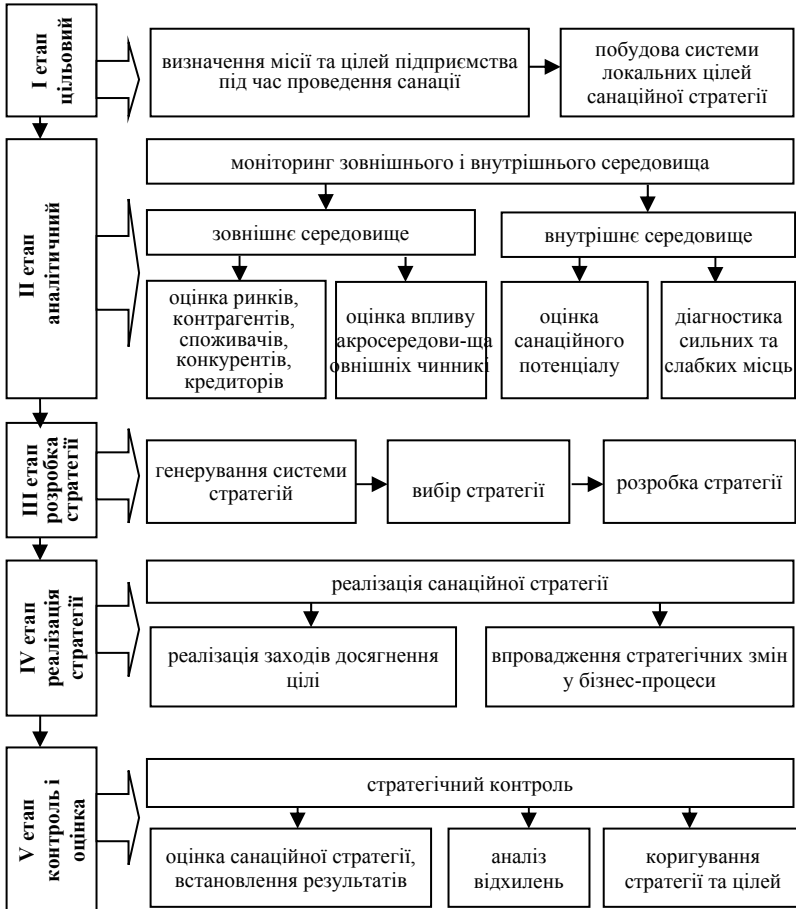 І етап
цільовий
визначення місії та цілей підприємства
під час проведення санації
побудова системи
локальних цілей
санаційної стратегії
ІІ етап
аналітичний
моніторинг зовнішнього і внутрішнього середовища
зовнішнє середовище
внутрішнє середовище
оцінка ринків,
контрагентів,
споживачів,
конкурентів,
кредиторів
оцінка впливу
акросередови-ща
овнішніх чинникі
оцінка
санаційного
потенціалу
діагностика
сильних та
слабких місць
ІІІ етап
розробка
стратегії
генерування системи
стратегій
вибір стратегії
розробка стратегії
IV етап
реалізація
стратегії
реалізація санаційної стратегії
реалізація заходів досягнення
цілі
впровадження стратегічних змін
у бізнес-процеси
V етап
контроль і
оцінка
стратегічний контроль
оцінка санаційної стратегії,
встановлення результатів
аналіз
відхилень
коригування
стратегії та цілей